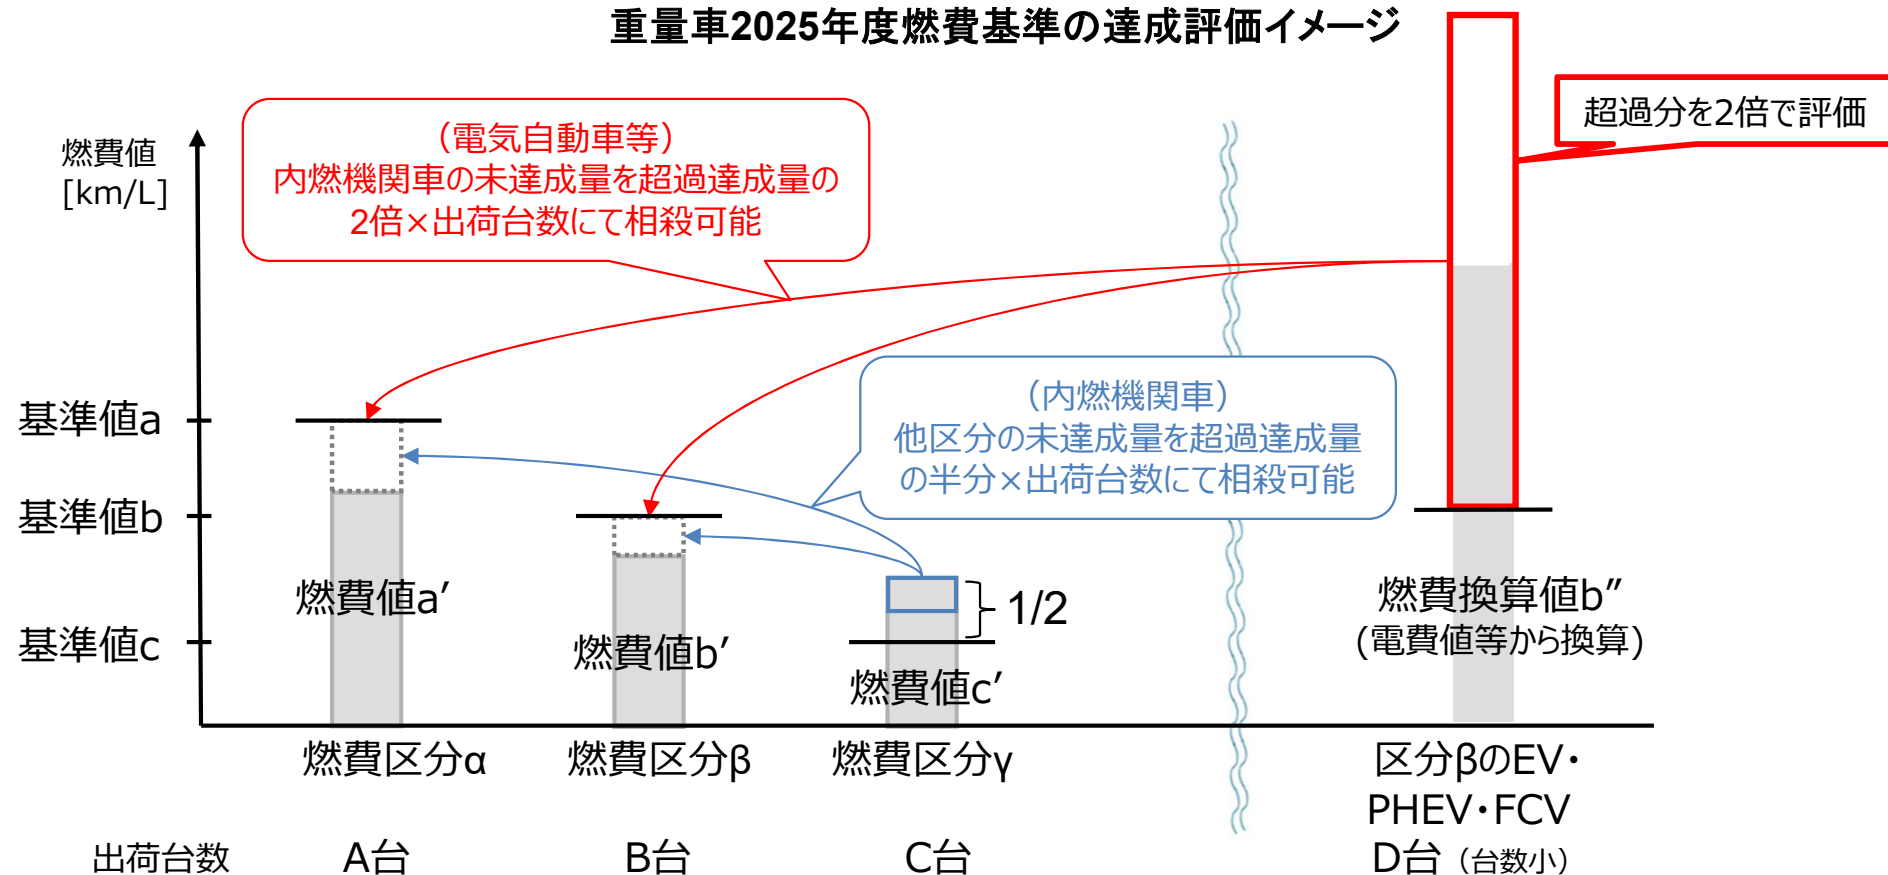 重量車2025年度燃費基準の達成評価イメージ
超過分を2倍で評価
燃費値
[km/L]
（電気自動車等）
内燃機関車の未達成量を超過達成量の
2倍×出荷台数にて相殺可能
（内燃機関車）
他区分の未達成量を超過達成量
の半分×出荷台数にて相殺可能
基準値a
基準値b
基準値c
燃費値a’
燃費値b’
燃費値c’
1/2
燃費換算値b”
(電費値等から換算)
燃費区分α
燃費区分β
燃費区分γ
区分βのEV・
PHEV・FCV
出荷台数
A台
B台
C台
D台（台数小）